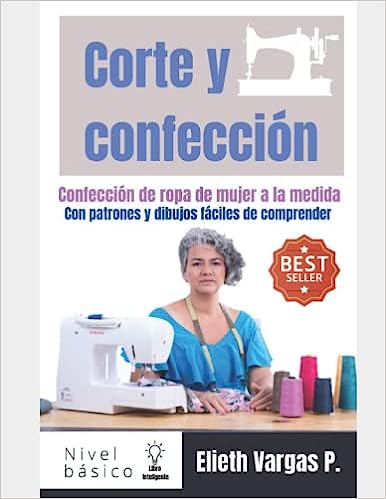 Corte y
confección
Confección de ropa de mujer a la medida
Con patrones y dibujos fáciles de comprender
BEST
SELLER
Nivel
básico
Libro
Inteligente
Elieth Vargas P.